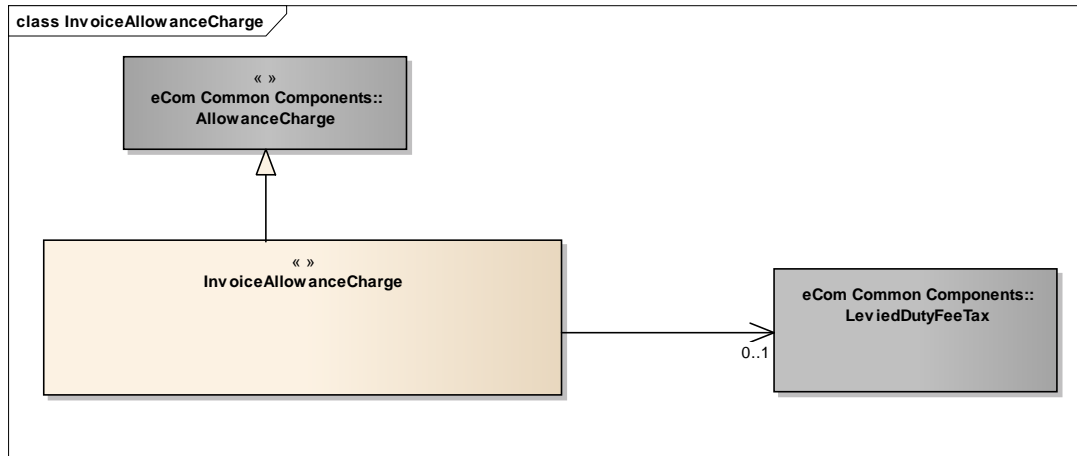 class InvoiceAllowanceCharge
« »
eCom Common Components::
AllowanceCharge
« »
InvoiceAllowanceCharge
eCom Common Components::
LeviedDutyFeeTax
0..1